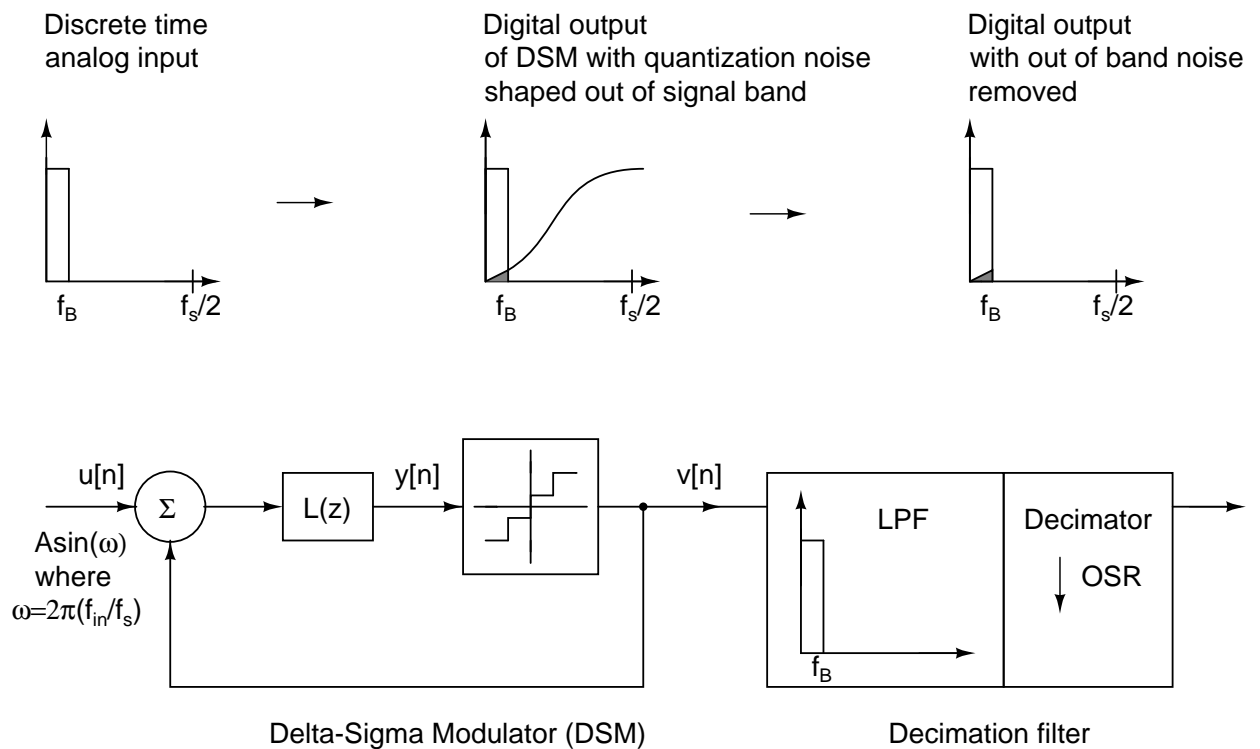 Discrete time
analog input
Digital output
of DSM with quantization noise
shaped out of signal band
Digital output
with out of band noise
removed
f_B
f_s/2
f_B
f_s/2
f_B
f_s/2
u[n]
Σ
L(z)
y[n]
v[n]
LPF
Decimator
OSR
f_B
Asin(ω)
where
ω=2π(f_in/f_s)
Delta-Sigma Modulator (DSM)
Decimation filter